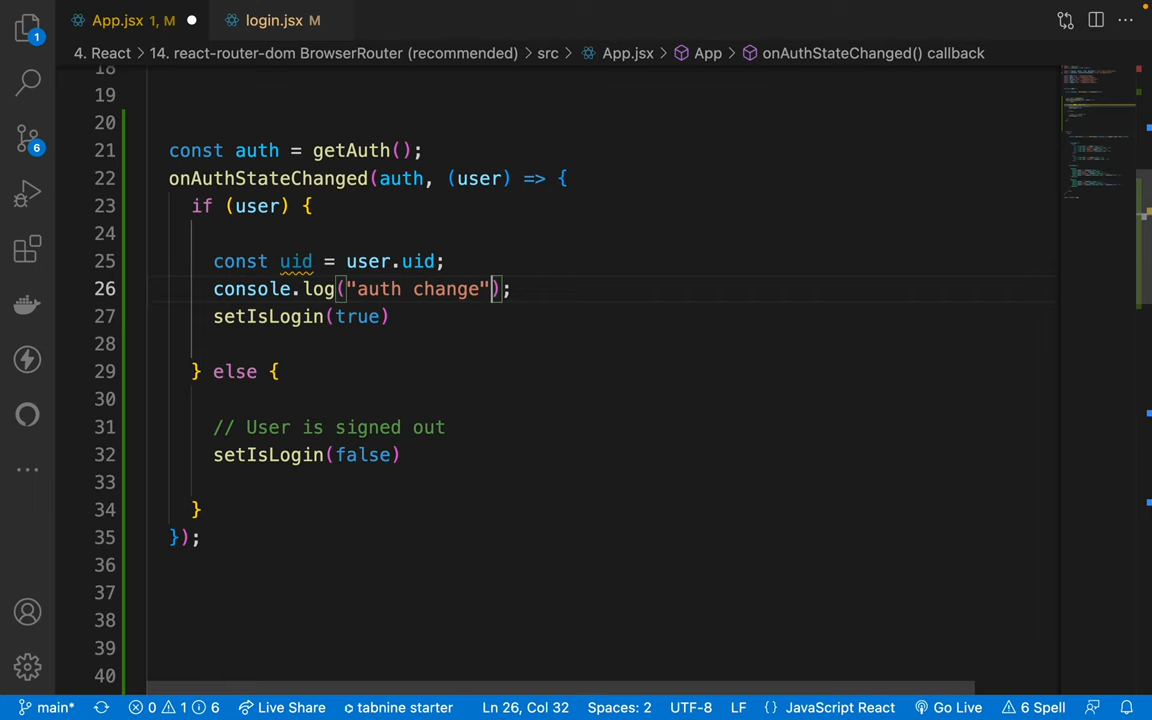 App.jsx 1, M
login.jsx M
4. React > 14. react-router-dom BrowserRouter (recommended) > src > App.jsx > App > onAuthStateChanged() callback
1
6
18
19
20
21 const auth = getAuth();
22 onAuthStateChanged(auth, (user) => {
23 if (user) {
24
25 const uid = user.uid;
26 console.log("auth change");
27 setIsLogin(true)
28
29 } else {
30
31 // User is signed out
32 setIsLogin(false)
33
34 }
35 });
36
37
38
39
40
main* 0 1 6 Live Share tabnine starter Ln 26, Col 32 Spaces: 2 UTF-8 LF {} JavaScript React Go Live 6 Spell